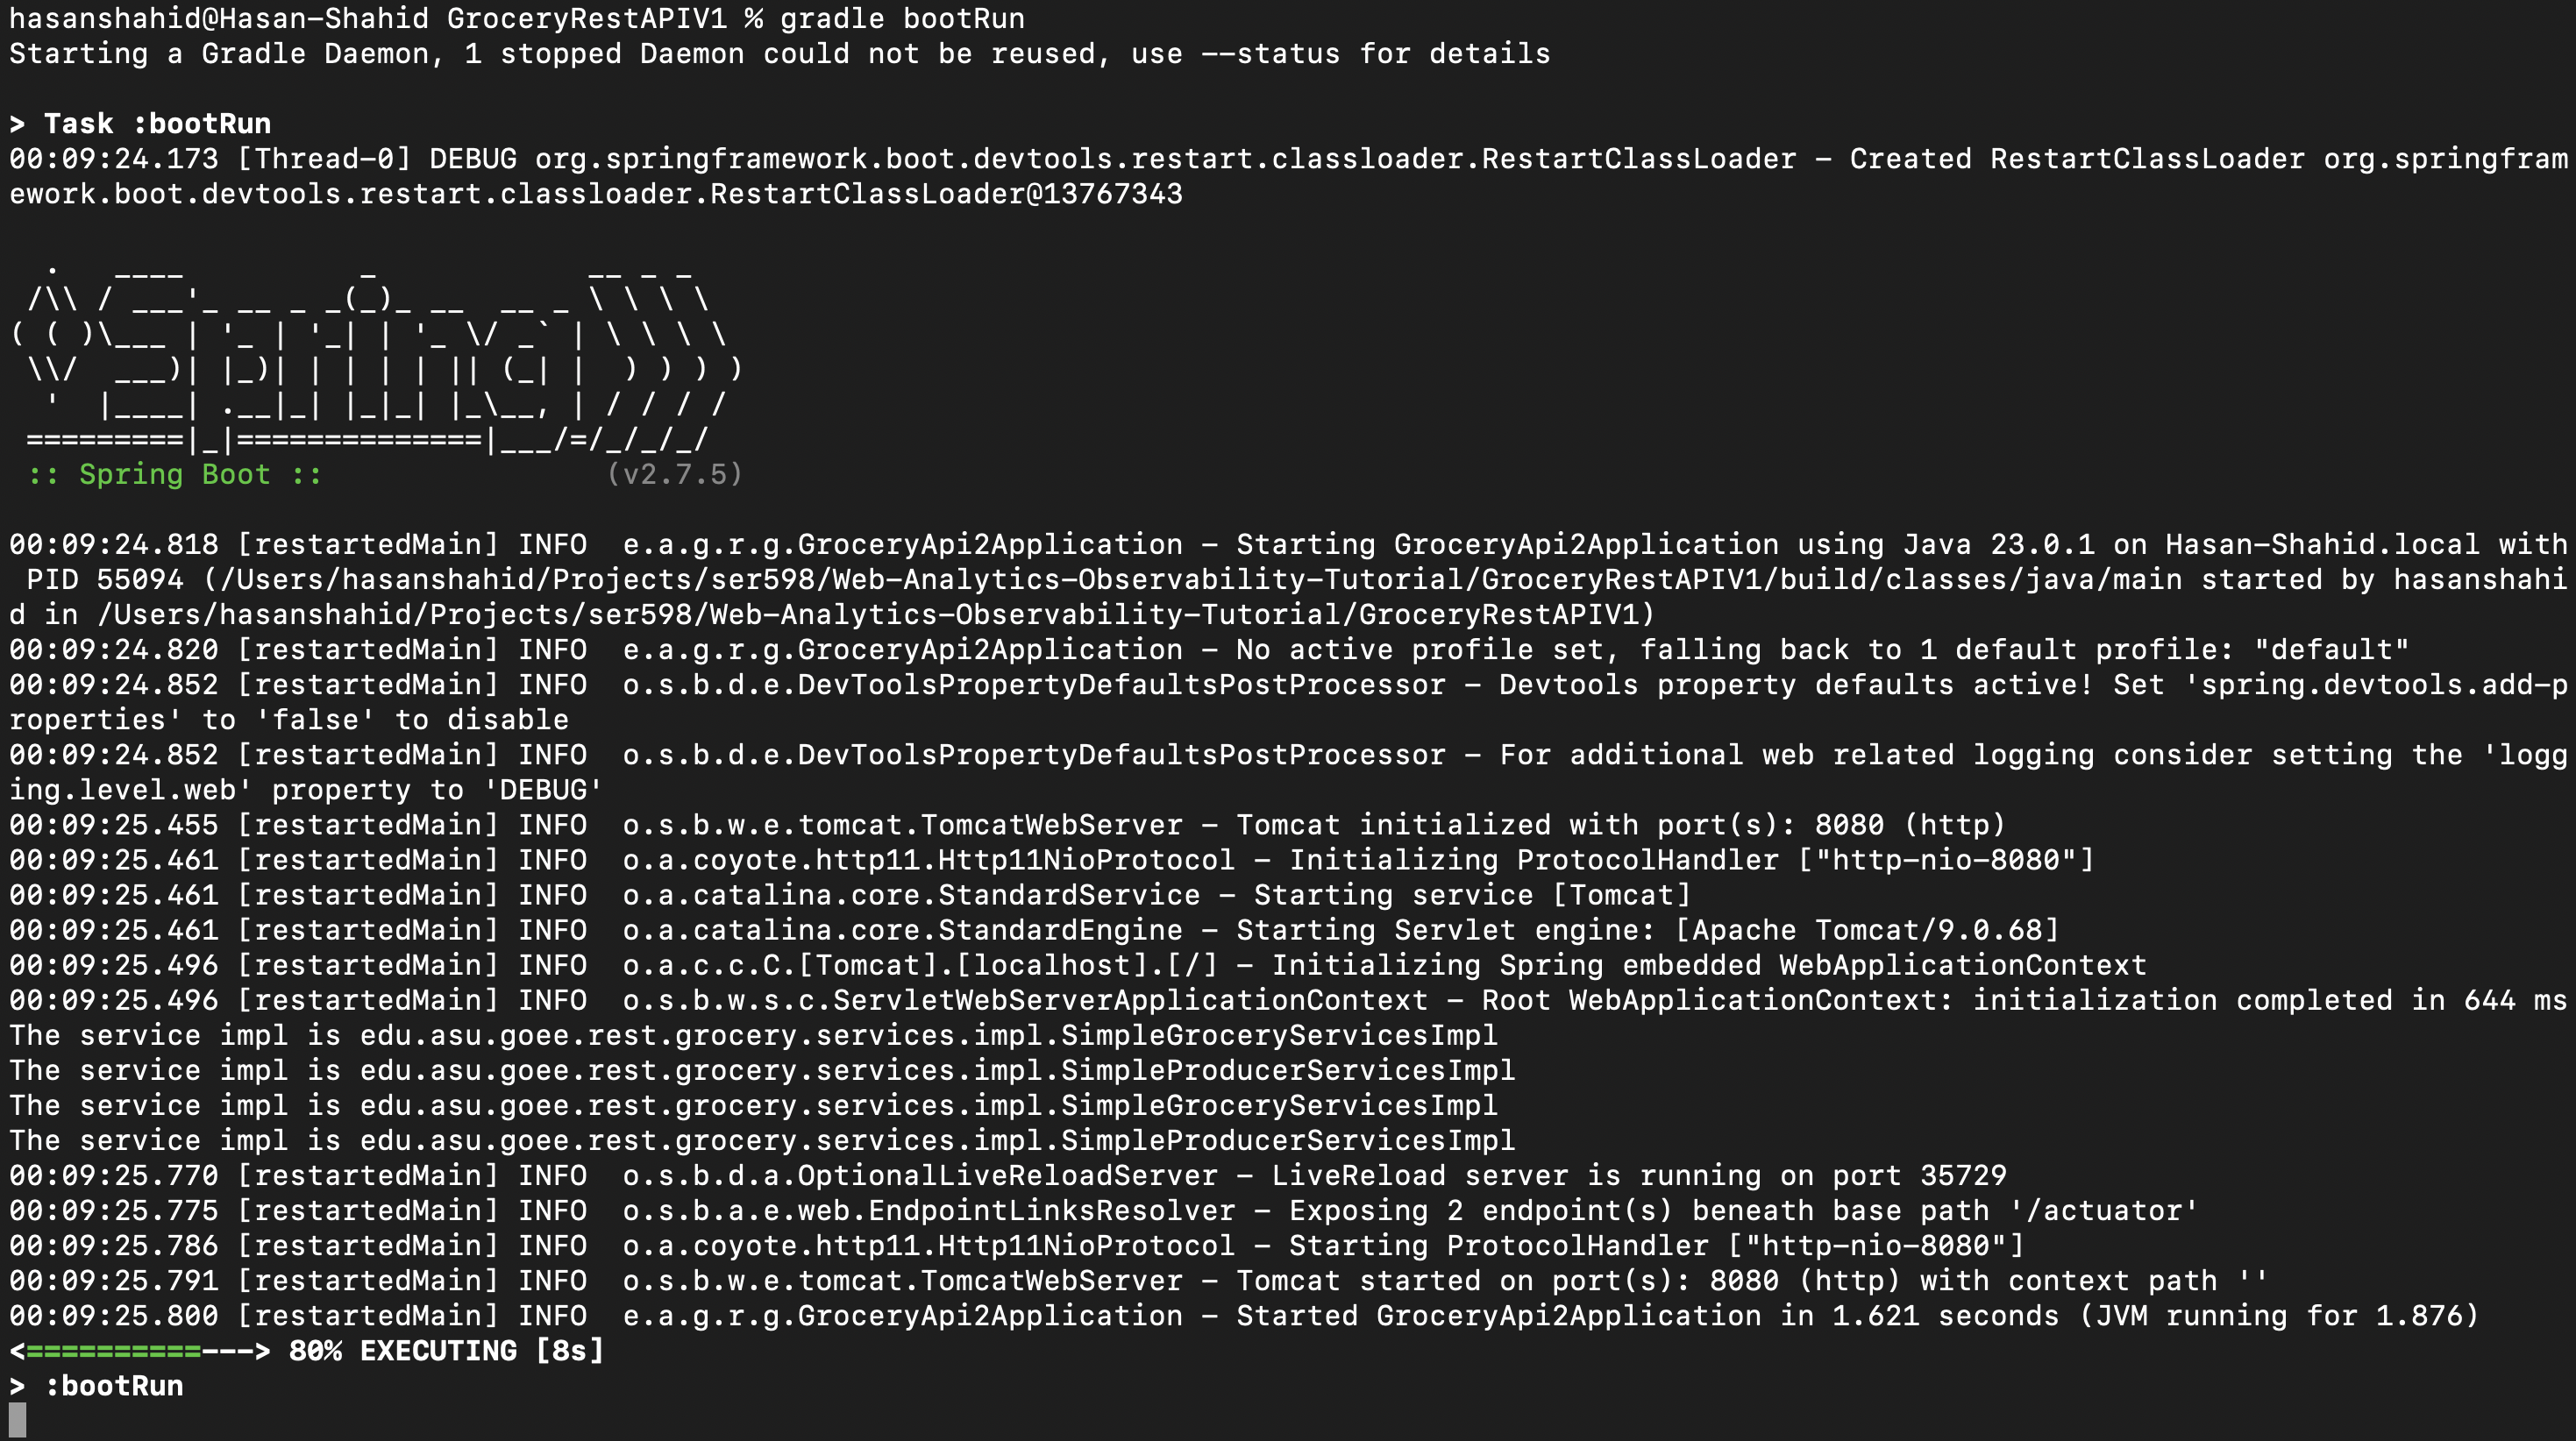 hasanshahid@Hasan-Shahid GroceryRestAPIV1 % gradle bootRun
Starting a Gradle Daemon, 1 stopped Daemon could not be reused, use --status for details

> Task :bootRun
00:09:24.173 [Thread-0] DEBUG org.springframework.boot.devtools.restart.classloader.RestartClassLoader - Created RestartClassLoader org.springfram
ework.boot.devtools.restart.classloader.RestartClassLoader@13767343

  .   ____          _            __ _ _
 /\\ / ___'_ __ _ _(_)_ __  __ _ \ \ \ \
( ( )\___ | '_ | '_| | '_ \/ _` | \ \ \ \
 \\/  ___)| |_)| | | | | || (_| |  ) ) ) )
  '  |____| .__|_| |_|_| |_\__, | / / / /
 =========|_|==============|___/=/_/_/_/
 :: Spring Boot ::                (v2.7.5)

00:09:24.818 [restartedMain] INFO  e.a.g.r.g.GroceryApi2Application - Starting GroceryApi2Application using Java 23.0.1 on Hasan-Shahid.local with
 PID 55094 (/Users/hasanshahid/Projects/ser598/Web-Analytics-Observability-Tutorial/GroceryRestAPIV1/build/classes/java/main started by hasanshahi
d in /Users/hasanshahid/Projects/ser598/Web-Analytics-Observability-Tutorial/GroceryRestAPIV1)
00:09:24.820 [restartedMain] INFO  e.a.g.r.g.GroceryApi2Application - No active profile set, falling back to 1 default profile: "default"
00:09:24.852 [restartedMain] INFO  o.s.b.d.e.DevToolsPropertyDefaultsPostProcessor - Devtools property defaults active! Set 'spring.devtools.add-p
roperties' to 'false' to disable
00:09:24.852 [restartedMain] INFO  o.s.b.d.e.DevToolsPropertyDefaultsPostProcessor - For additional web related logging consider setting the 'logg
ing.level.web' property to 'DEBUG'
00:09:25.455 [restartedMain] INFO  o.s.b.w.e.tomcat.TomcatWebServer - Tomcat initialized with port(s): 8080 (http)
00:09:25.461 [restartedMain] INFO  o.a.coyote.http11.Http11NioProtocol - Initializing ProtocolHandler ["http-nio-8080"]
00:09:25.461 [restartedMain] INFO  o.a.catalina.core.StandardService - Starting service [Tomcat]
00:09:25.461 [restartedMain] INFO  o.a.catalina.core.StandardEngine - Starting Servlet engine: [Apache Tomcat/9.0.68]
00:09:25.496 [restartedMain] INFO  o.a.c.c.C.[Tomcat].[localhost].[/] - Initializing Spring embedded WebApplicationContext
00:09:25.496 [restartedMain] INFO  o.s.b.w.s.c.ServletWebServerApplicationContext - Root WebApplicationContext: initialization completed in 644 ms
The service impl is edu.asu.goee.rest.grocery.services.impl.SimpleGroceryServicesImpl
The service impl is edu.asu.goee.rest.grocery.services.impl.SimpleProducerServicesImpl
The service impl is edu.asu.goee.rest.grocery.services.impl.SimpleGroceryServicesImpl
The service impl is edu.asu.goee.rest.grocery.services.impl.SimpleProducerServicesImpl
00:09:25.770 [restartedMain] INFO  o.s.b.d.a.OptionalLiveReloadServer - LiveReload server is running on port 35729
00:09:25.775 [restartedMain] INFO  o.s.b.a.e.web.EndpointLinksResolver - Exposing 2 endpoint(s) beneath base path '/actuator'
00:09:25.786 [restartedMain] INFO  o.a.coyote.http11.Http11NioProtocol - Starting ProtocolHandler ["http-nio-8080"]
00:09:25.791 [restartedMain] INFO  o.s.b.w.e.tomcat.TomcatWebServer - Tomcat started on port(s): 8080 (http) with context path ''
00:09:25.800 [restartedMain] INFO  e.a.g.r.g.GroceryApi2Application - Started GroceryApi2Application in 1.621 seconds (JVM running for 1.876)
<==========---> 80% EXECUTING [8s]
> :bootRun